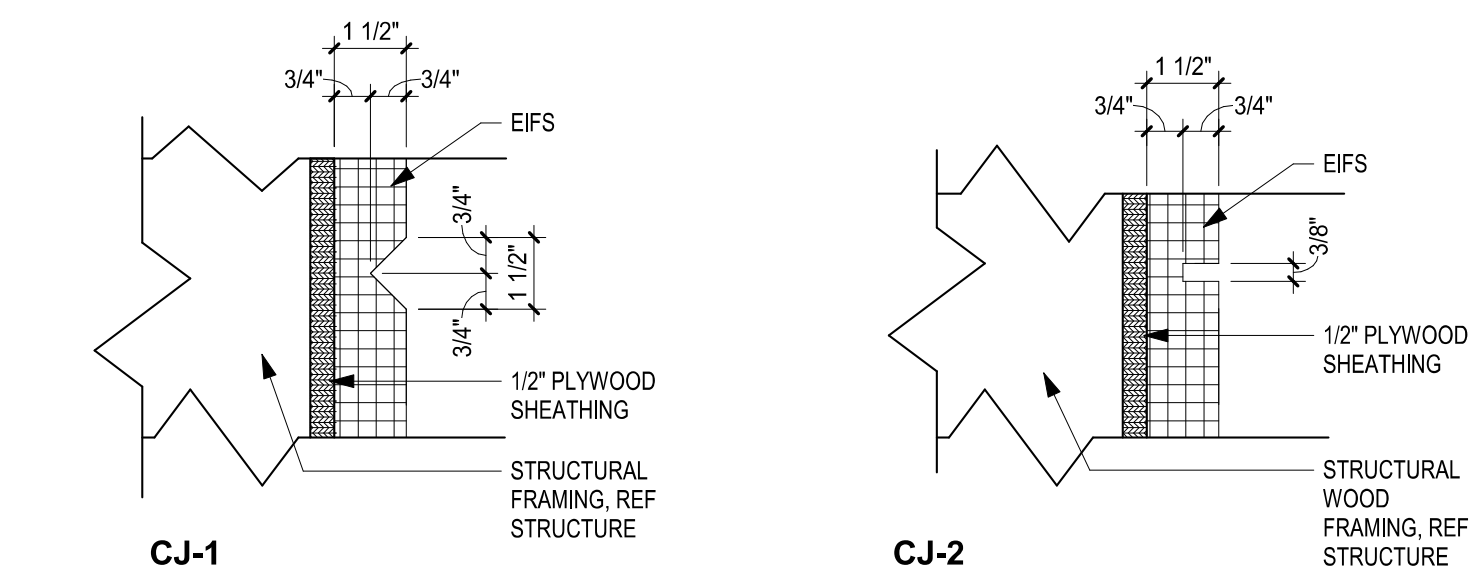 1 1/2"
3/4"
3/4"
EIFS
3/4"
1 1/2"
3/4"
1/2" PLYWOOD
SHEATHING
STRUCTURAL
FRAMING, REF
STRUCTURE
CJ-1
1 1/2"
3/4"
3/4"
EIFS
3/8"
1/2" PLYWOOD
SHEATHING
STRUCTURAL
WOOD
FRAMING, REF
STRUCTURE
CJ-2